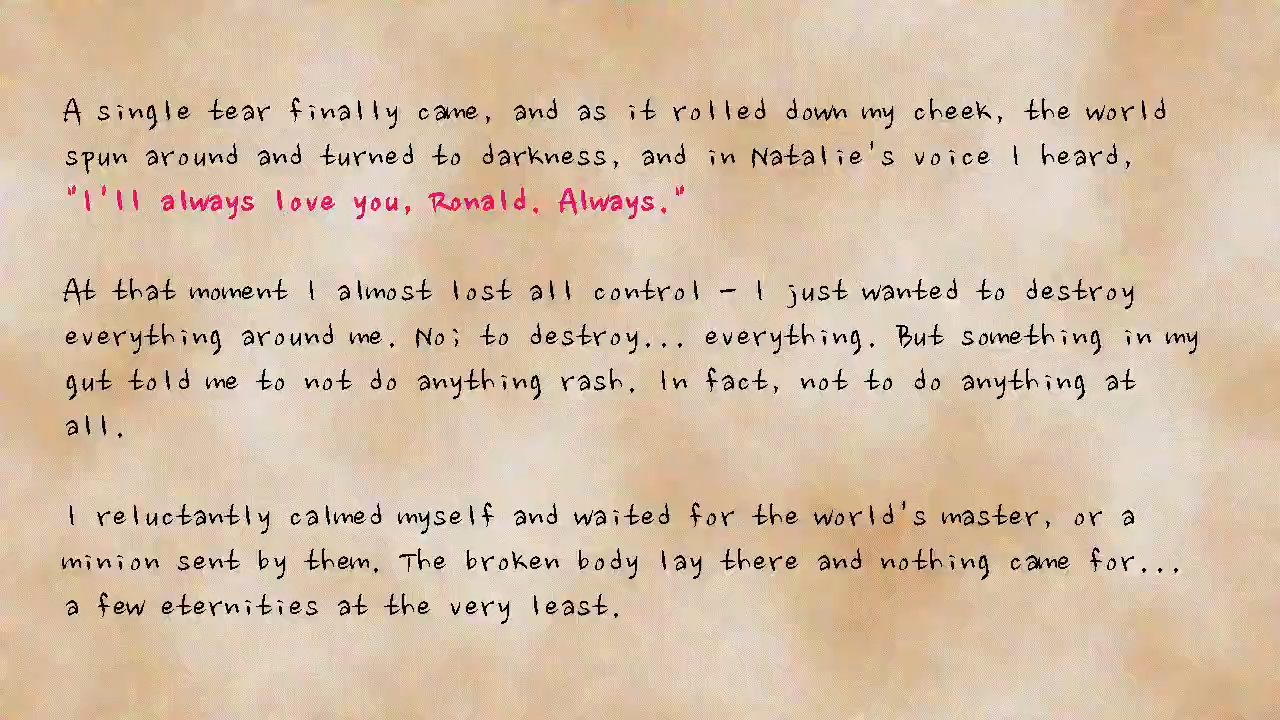 A single tear finally came, and as it rolled down my cheek, the world
spun around and turned to darkness, and in Natalie's voice I heard,
"I'll always love you, Ronald. Always."
At that moment I almost lost all control - I just wanted to destroy
everything around me. No; to destroy... everything. But something in my
gut told me to not do anything rash. In fact, not to do anything at
all.
I reluctantly calmed myself and waited for the world's master, or a
minion sent by them. The broken body lay there and nothing came for...
a few eternities at the very least.